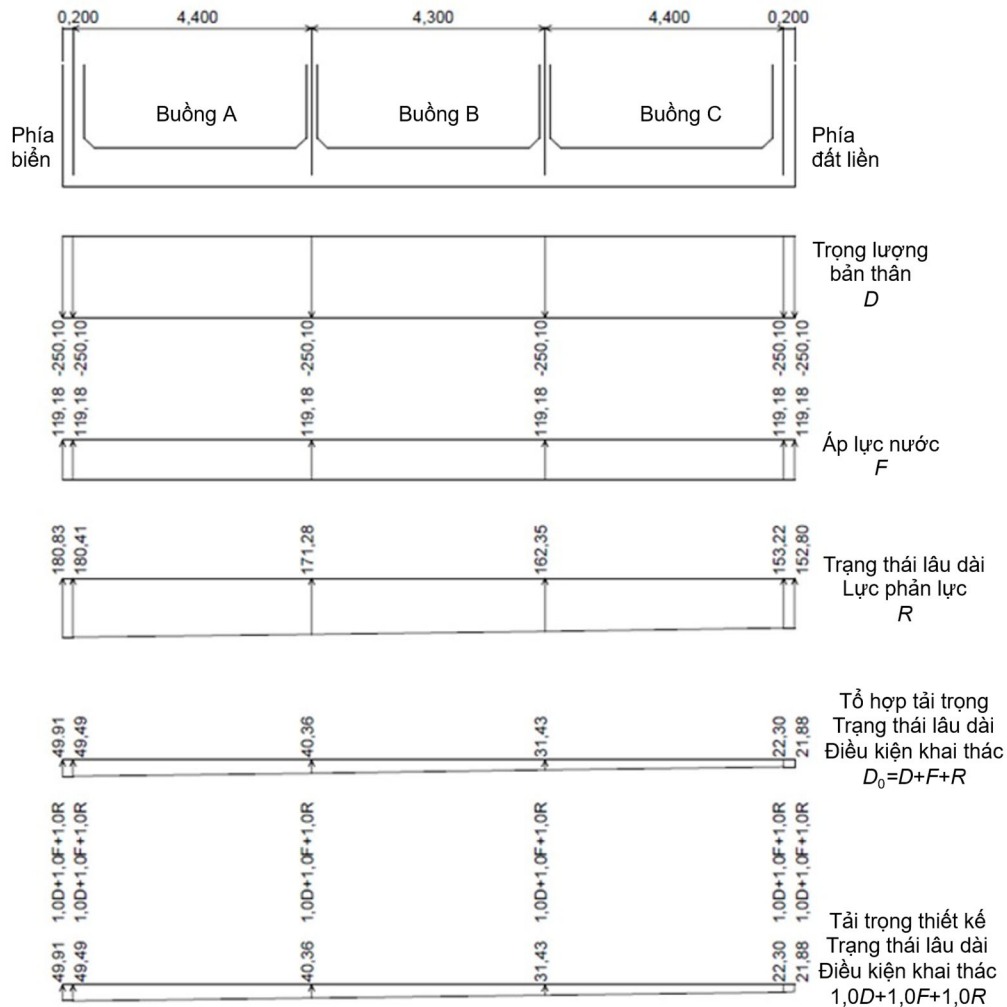 0,200 4,400 4,300 4,400 0,200
Buồng A Buồng B Buồng C
Phía
biển
Phía
đất liền
Trọng lượng
bản thân
D
-250,10 -250,10 -250,10 -250,10 -250,10 -250,10
119,18 119,18 119,18 119,18 119,18 119,18
Áp lực nước
F
180,83 180,41 171,28 162,35 153,22 152,80
Trạng thái lâu dài
Lực phản lực
R
49,91 49,49 40,36 31,43 22,30 21,88
Tổ hợp tải trọng
Trạng thái lâu dài
Điều kiện khai thác
D₀=D+F+R
1,0D+1,0F+1,0R 1,0D+1,0F+1,0R 1,0D+1,0F+1,0R 1,0D+1,0F+1,0R 1,0D+1,0F+1,0R 1,0D+1,0F+1,0R
49,91 49,49 40,36 31,43 22,30 21,88
Tải trọng thiết kế
Trạng thái lâu dài
Điều kiện khai thác
1,0D+1,0F+1,0R